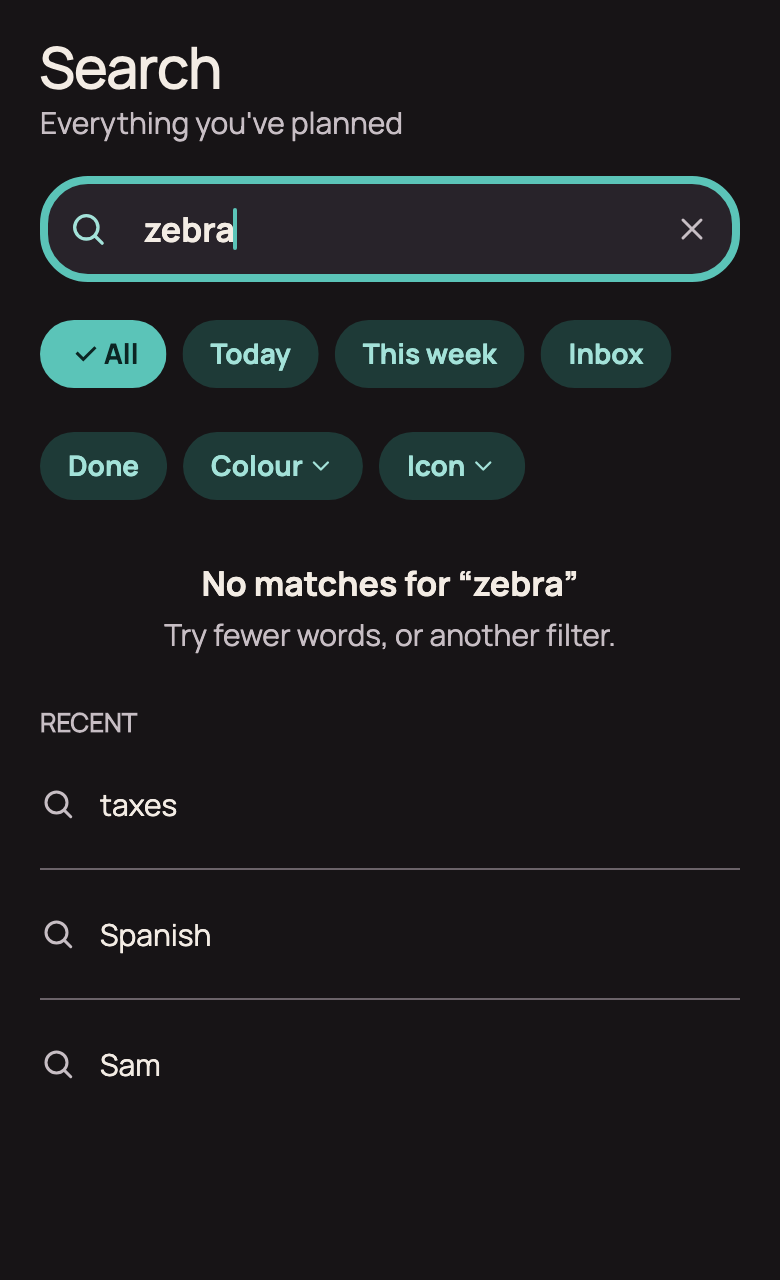 Search
Everything you've planned
zebra
All Today This week Inbox
Done Colour Icon
No matches for “zebra”
Try fewer words, or another filter.
RECENT
taxes
Spanish
Sam